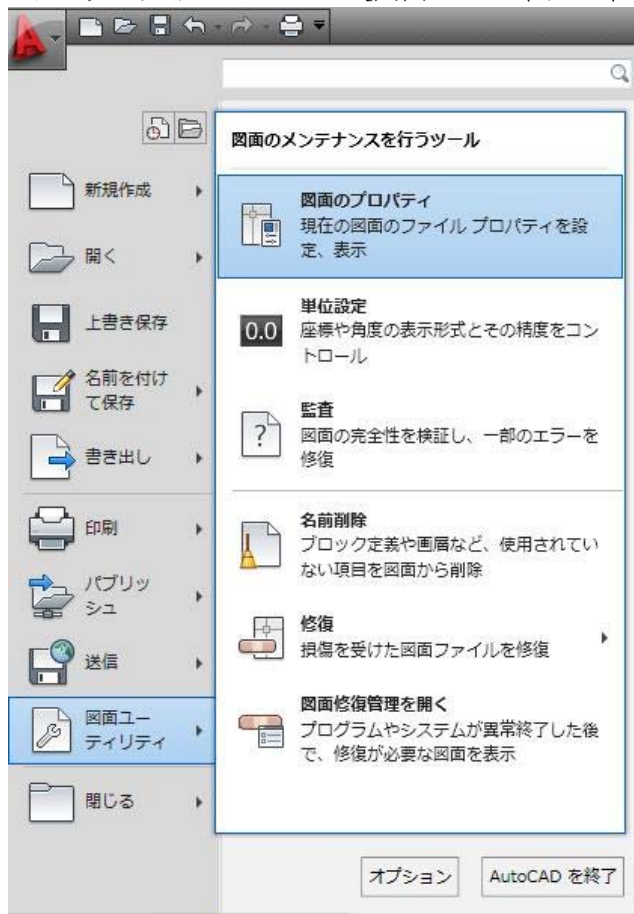 図面のメンテナンスを行うツール
新規作成
開く
上書き保存
名前を付け
て保存
書き出し
印刷
パブリッ
シュ
送信
図面ユー
ティリティ
閉じる
図面のプロパティ
現在の図面のファイル プロパティを設
定、表示
0.0
単位設定
座標や角度の表示形式とその精度をコン
トロール
?
監査
図面の完全性を検証し、一部のエラーを
修復
名前削除
ブロック定義や画層など、使用されてい
ない項目を図面から削除
修復
損傷を受けた図面ファイルを修復
図面修復管理を開く
プログラムやシステムが異常終了した後
で、修復が必要な図面を表示
オプション
AutoCAD を終了